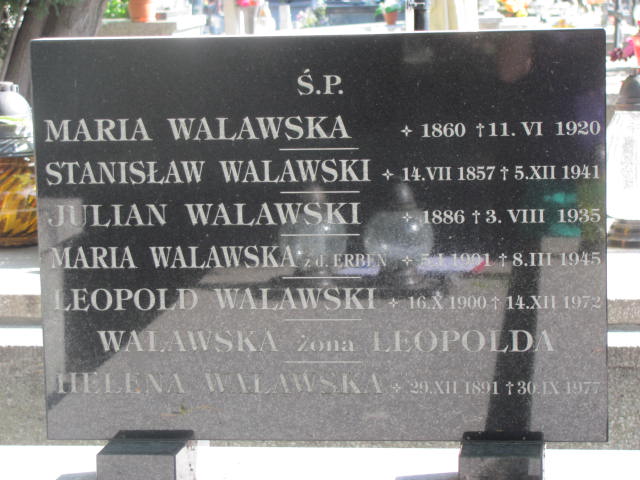 Ś.P.
MARIA WALAWSKA ✧ 1860 † 11. VI 1920
STANISŁAW WALAWSKI ✧ 14.VII 1857 † 5.XII 1941
JULIAN WALAWSKI ✧ 1886 † 3. VIII 1935
MARIA WALAWSKA z d. ERBEN ✧ 5.I 1901 † 8.III 1945
LEOPOLD WALAWSKI ✧ 16.X 1900 † 14.XII 1972
WALAWSKA żona LEOPOLDA
HELENA WALAWSKA ✧ 29.XII 1891 † 30.IX 1977